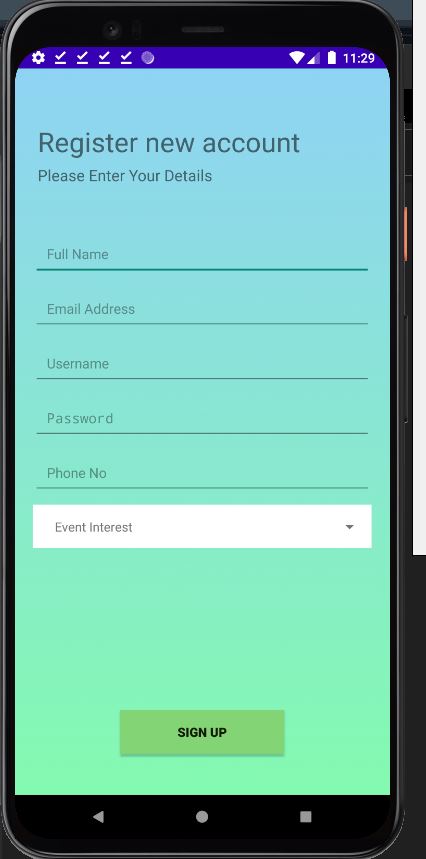 11:29
Register new account
Please Enter Your Details
Full Name
Email Address
Username
Password
Phone No
Event Interest
SIGN UP